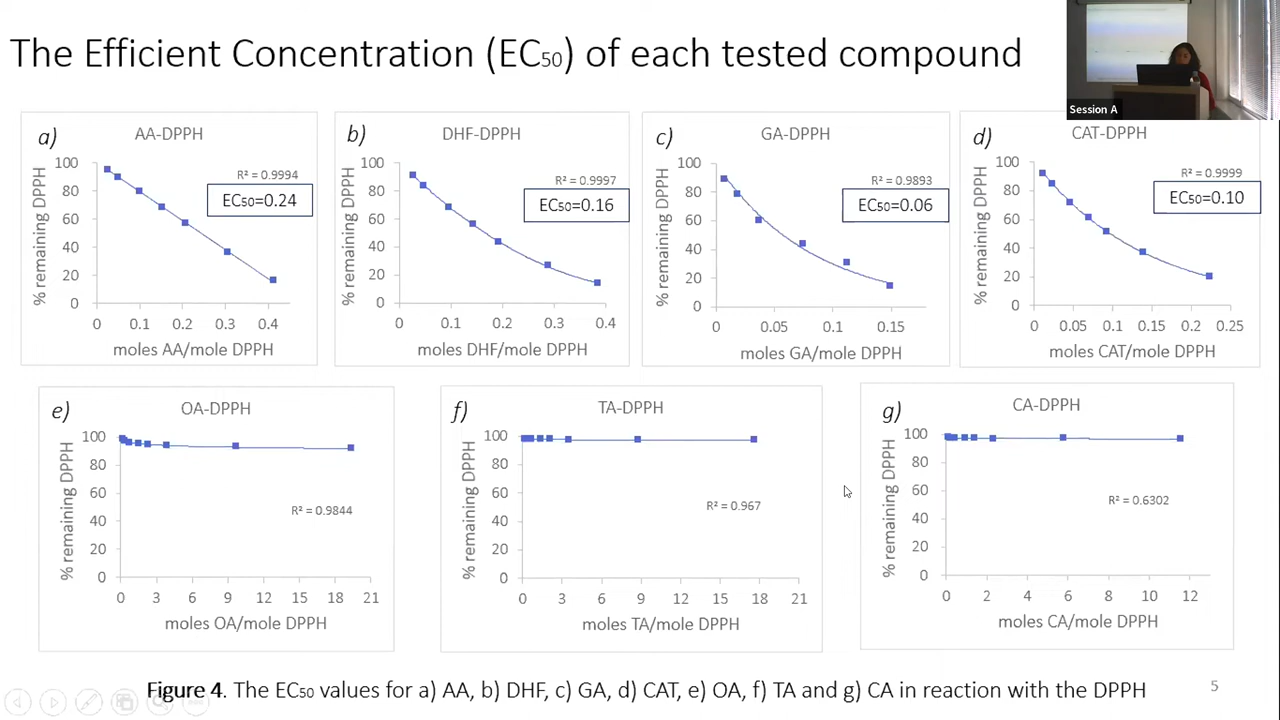 The Efficient Concentration (EC50) of each tested compound
Session A
a)
AA-DPPH
R² = 0.9994
EC50=0.24
% remaining DPPH
100
80
60
40
20
0
0 0.1 0.2 0.3 0.4
moles AA/mole DPPH
b)
DHF-DPPH
R² = 0.9997
EC50=0.16
% remaining DPPH
100
80
60
40
20
0
0 0.1 0.2 0.3 0.4
moles DHF/mole DPPH
c)
GA-DPPH
R² = 0.9893
EC50=0.06
% remaining DPPH
100
80
60
40
20
0
0 0.05 0.1 0.15
moles GA/mole DPPH
d)
CAT-DPPH
R² = 0.9999
EC50=0.10
% remaining DPPH
100
80
60
40
20
0
0 0.05 0.1 0.15 0.2 0.25
moles CAT/mole DPPH
e)
OA-DPPH
R² = 0.9844
% remaining DPPH
100
80
60
40
20
0
0 3 6 9 12 15 18 21
moles OA/mole DPPH
f)
TA-DPPH
R² = 0.967
% remaining DPPH
100
80
60
40
20
0
0 3 6 9 12 15 18 21
moles TA/mole DPPH
g)
CA-DPPH
R² = 0.6302
% remaining DPPH
100
80
60
40
20
0
0 2 4 6 8 10 12
moles CA/mole DPPH
Figure 4. The EC50 values for a) AA, b) DHF, c) GA, d) CAT, e) OA, f) TA and g) CA in reaction with the DPPH
5